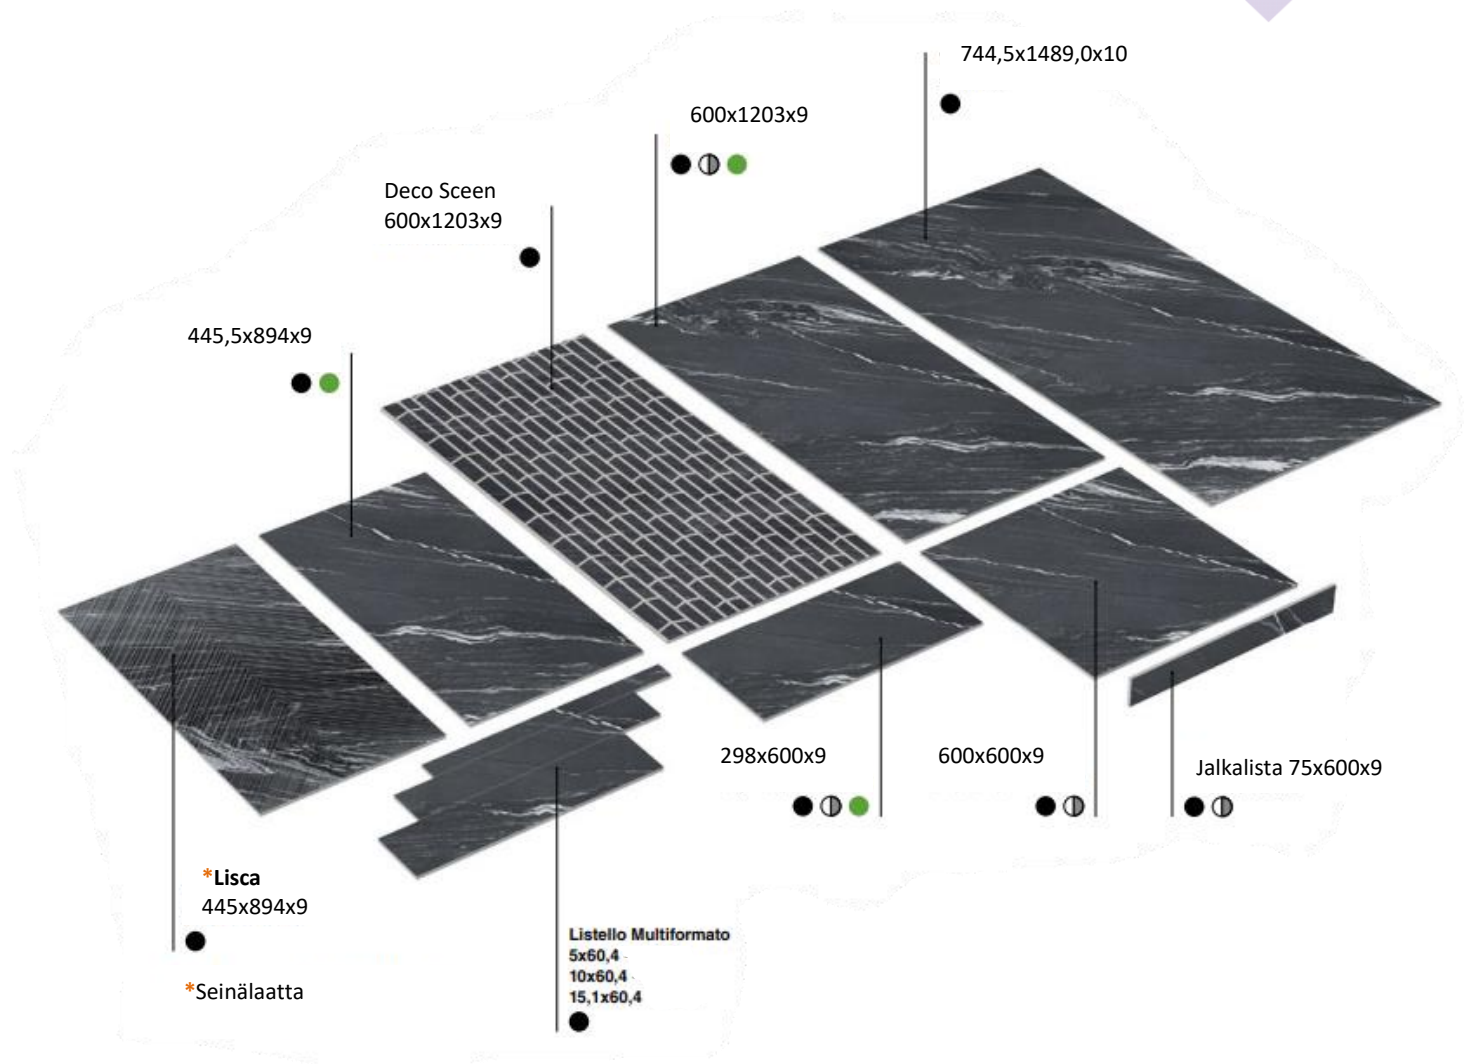 744,5x1489,0x10
600x1203x9
Deco Sceen
600x1203x9
445,5x894x9
298x600x9
600x600x9
Jalkalista 75x600x9
*Lisca
445x894x9
*Seinälaatta
Listello Multiformato
5x60,4
10x60,4
15,1x60,4